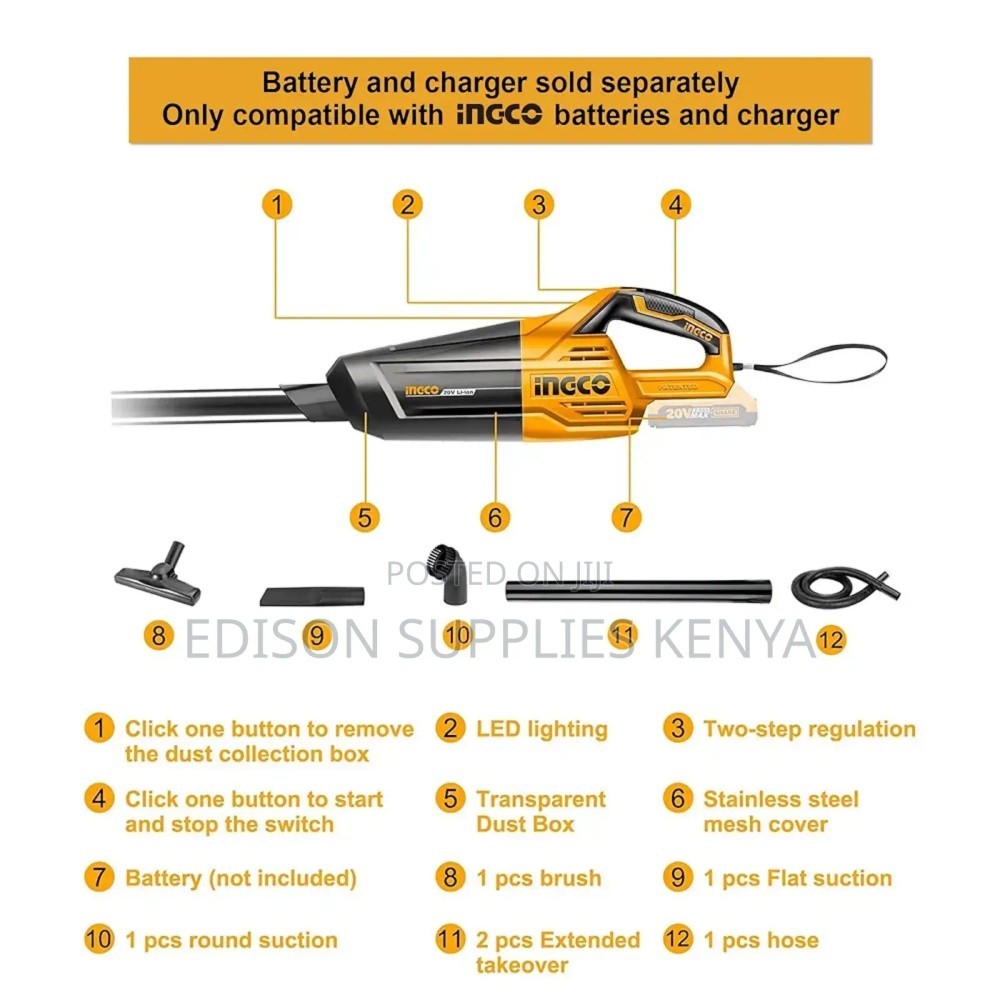 Battery and charger sold separately
Only compatible with INGCO batteries and charger
1 2 3 4
INGCO
INGCO 20V Li-Ion
INGCO
PATENTED
20V
5 6 7
POSTED ON JIJI
8 9 10 11 12
EDISON SUPPLIES KENYA
1 Click one button to remove
the dust collection box
2 LED lighting
3 Two-step regulation
4 Click one button to start
and stop the switch
5 Transparent
Dust Box
6 Stainless steel
mesh cover
7 Battery (not included)
8 1 pcs brush
9 1 pcs Flat suction
10 1 pcs round suction
11 2 pcs Extended
takeover
12 1 pcs hose